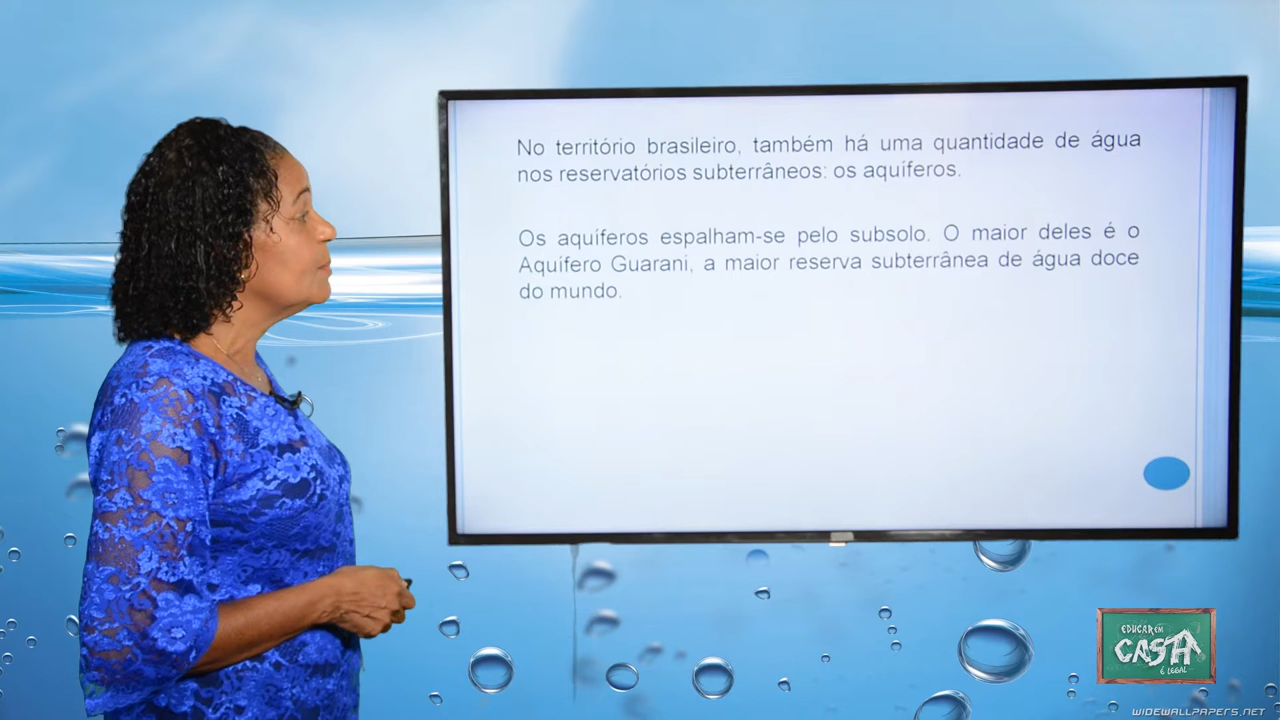 No território brasileiro, também há uma quantidade de água
nos reservatórios subterrâneos: os aquíferos.
Os aquíferos espalham-se pelo subsolo. O maior deles é o
Aquífero Guarani, a maior reserva subterrânea de água doce
do mundo.
EDUCAR EM
CASA
É LEGAL
WIDEWALLPAPERS.NET